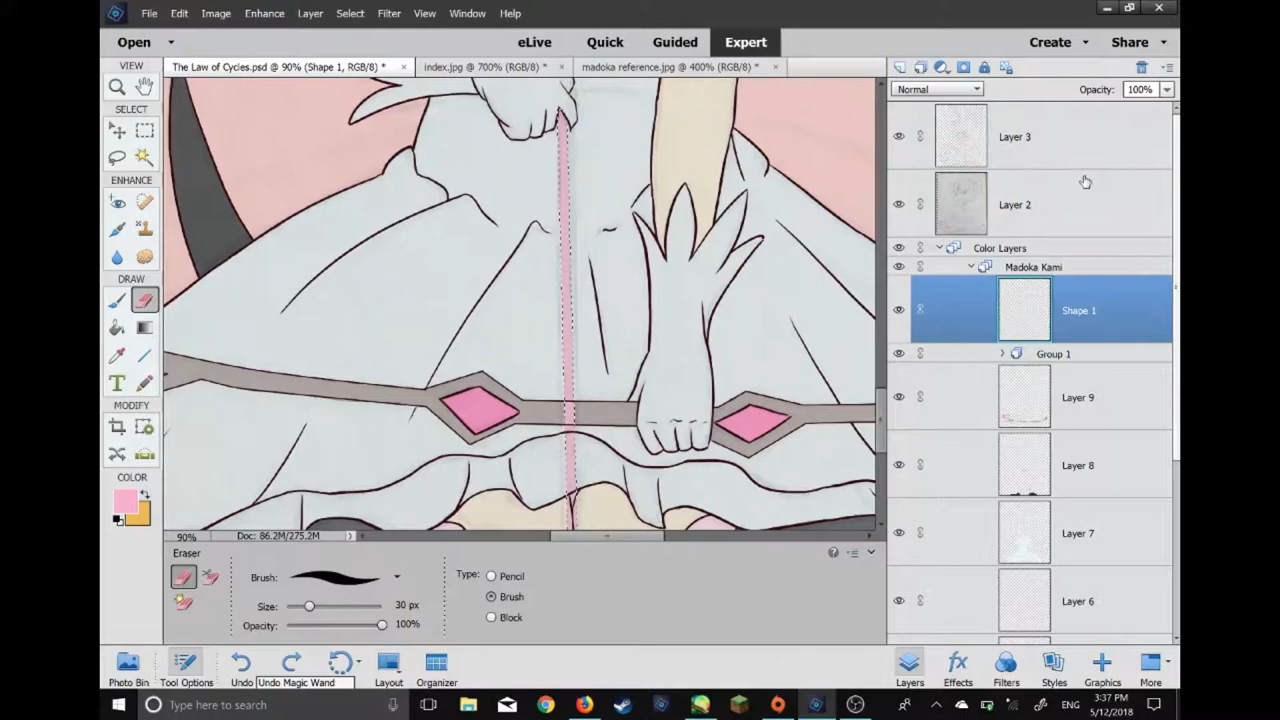 File Edit Image Enhance Layer Select Filter View Window Help
Open eLive Quick Guided Expert Create Share
VIEW
The Law of Cycles.psd @ 90% (Shape 1, RGB/8) * × index.jpg @ 700% (RGB/8) * × madoka reference.jpg @ 400% (RGB/8) * ×
Normal Opacity: 100%
SELECT
Layer 3
ENHANCE
Layer 2
Color Layers
Madoka Kami
DRAW
Shape 1
Group 1
Layer 9
MODIFY
Layer 8
COLOR
Layer 7
90% Doc: 86.2M/275.2M
Eraser
Brush: Type: Pencil
Brush
Size: 30 px
Block
Opacity: 100%
Layer 6
Photo Bin Tool Options Undo Undo Magic Wand Layout Organizer Layers Effects Filters Styles Graphics More
Type here to search
ENG
3:37 PM
5/12/2018